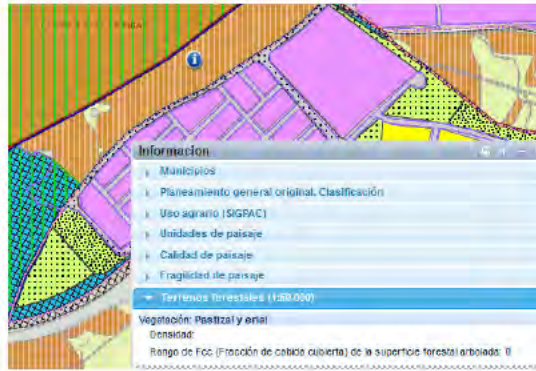 Informacion
Municipios
Planeamiento general original. Clasificación
Uso agrario (SIGPAC)
Unidades de paisaje
Calidad de paisaje
Fragilidad de paisaje
Terrenos forestales (1:50.000)
Vegetación: Pastizal y erial
Densidad:
Rango de Fcc (Fracción de cabida cubierta) de la superficie forestal arbolada: 0